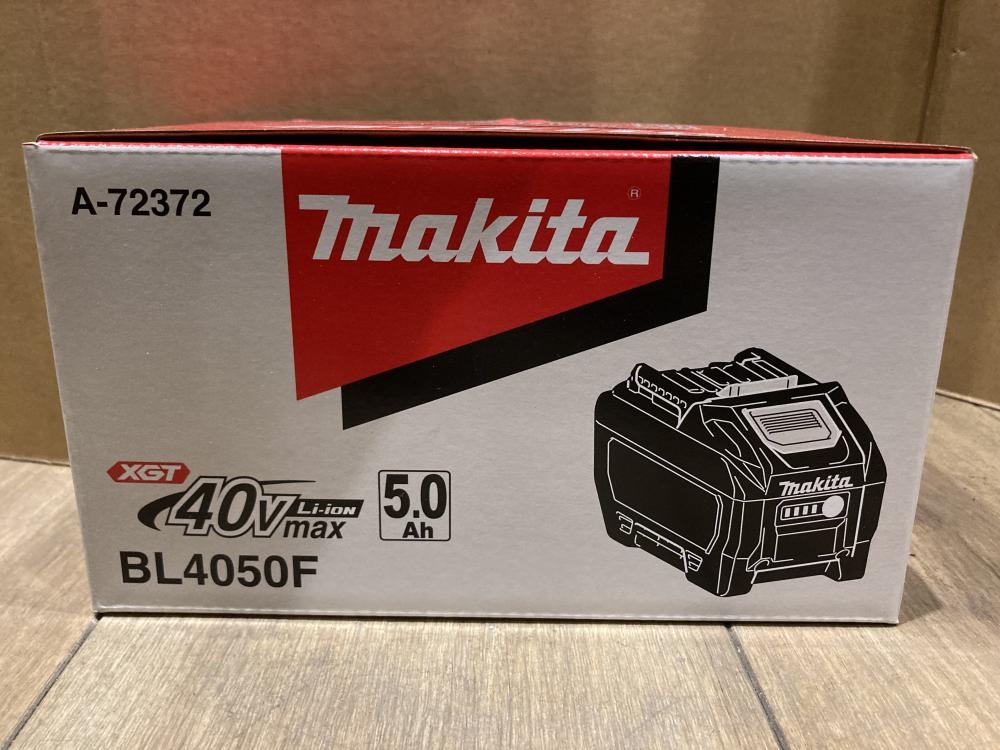 A-72372
makita®
XGT
40Vmax Li-ion
5.0 Ah
BL4050F
makita